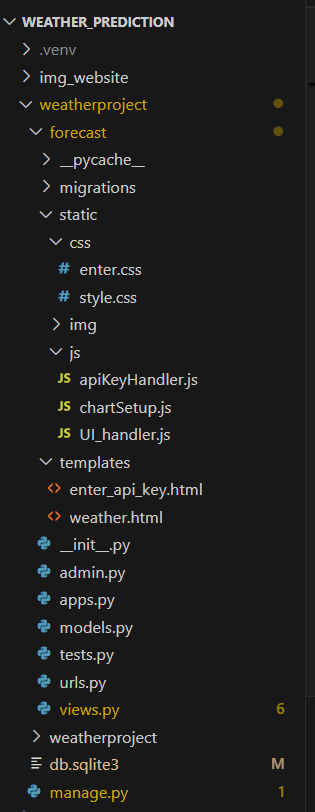 WEATHER_PREDICTION
.venv
img_website
weatherproject
forecast
__pycache__
migrations
static
css
# enter.css
# style.css
img
js
JS apiKeyHandler.js
JS chartSetup.js
JS UI_handler.js
templates
<> enter_api_key.html
<> weather.html
__init__.py
admin.py
apps.py
models.py
tests.py
urls.py
views.py 6
weatherproject
db.sqlite3 M
manage.py 1